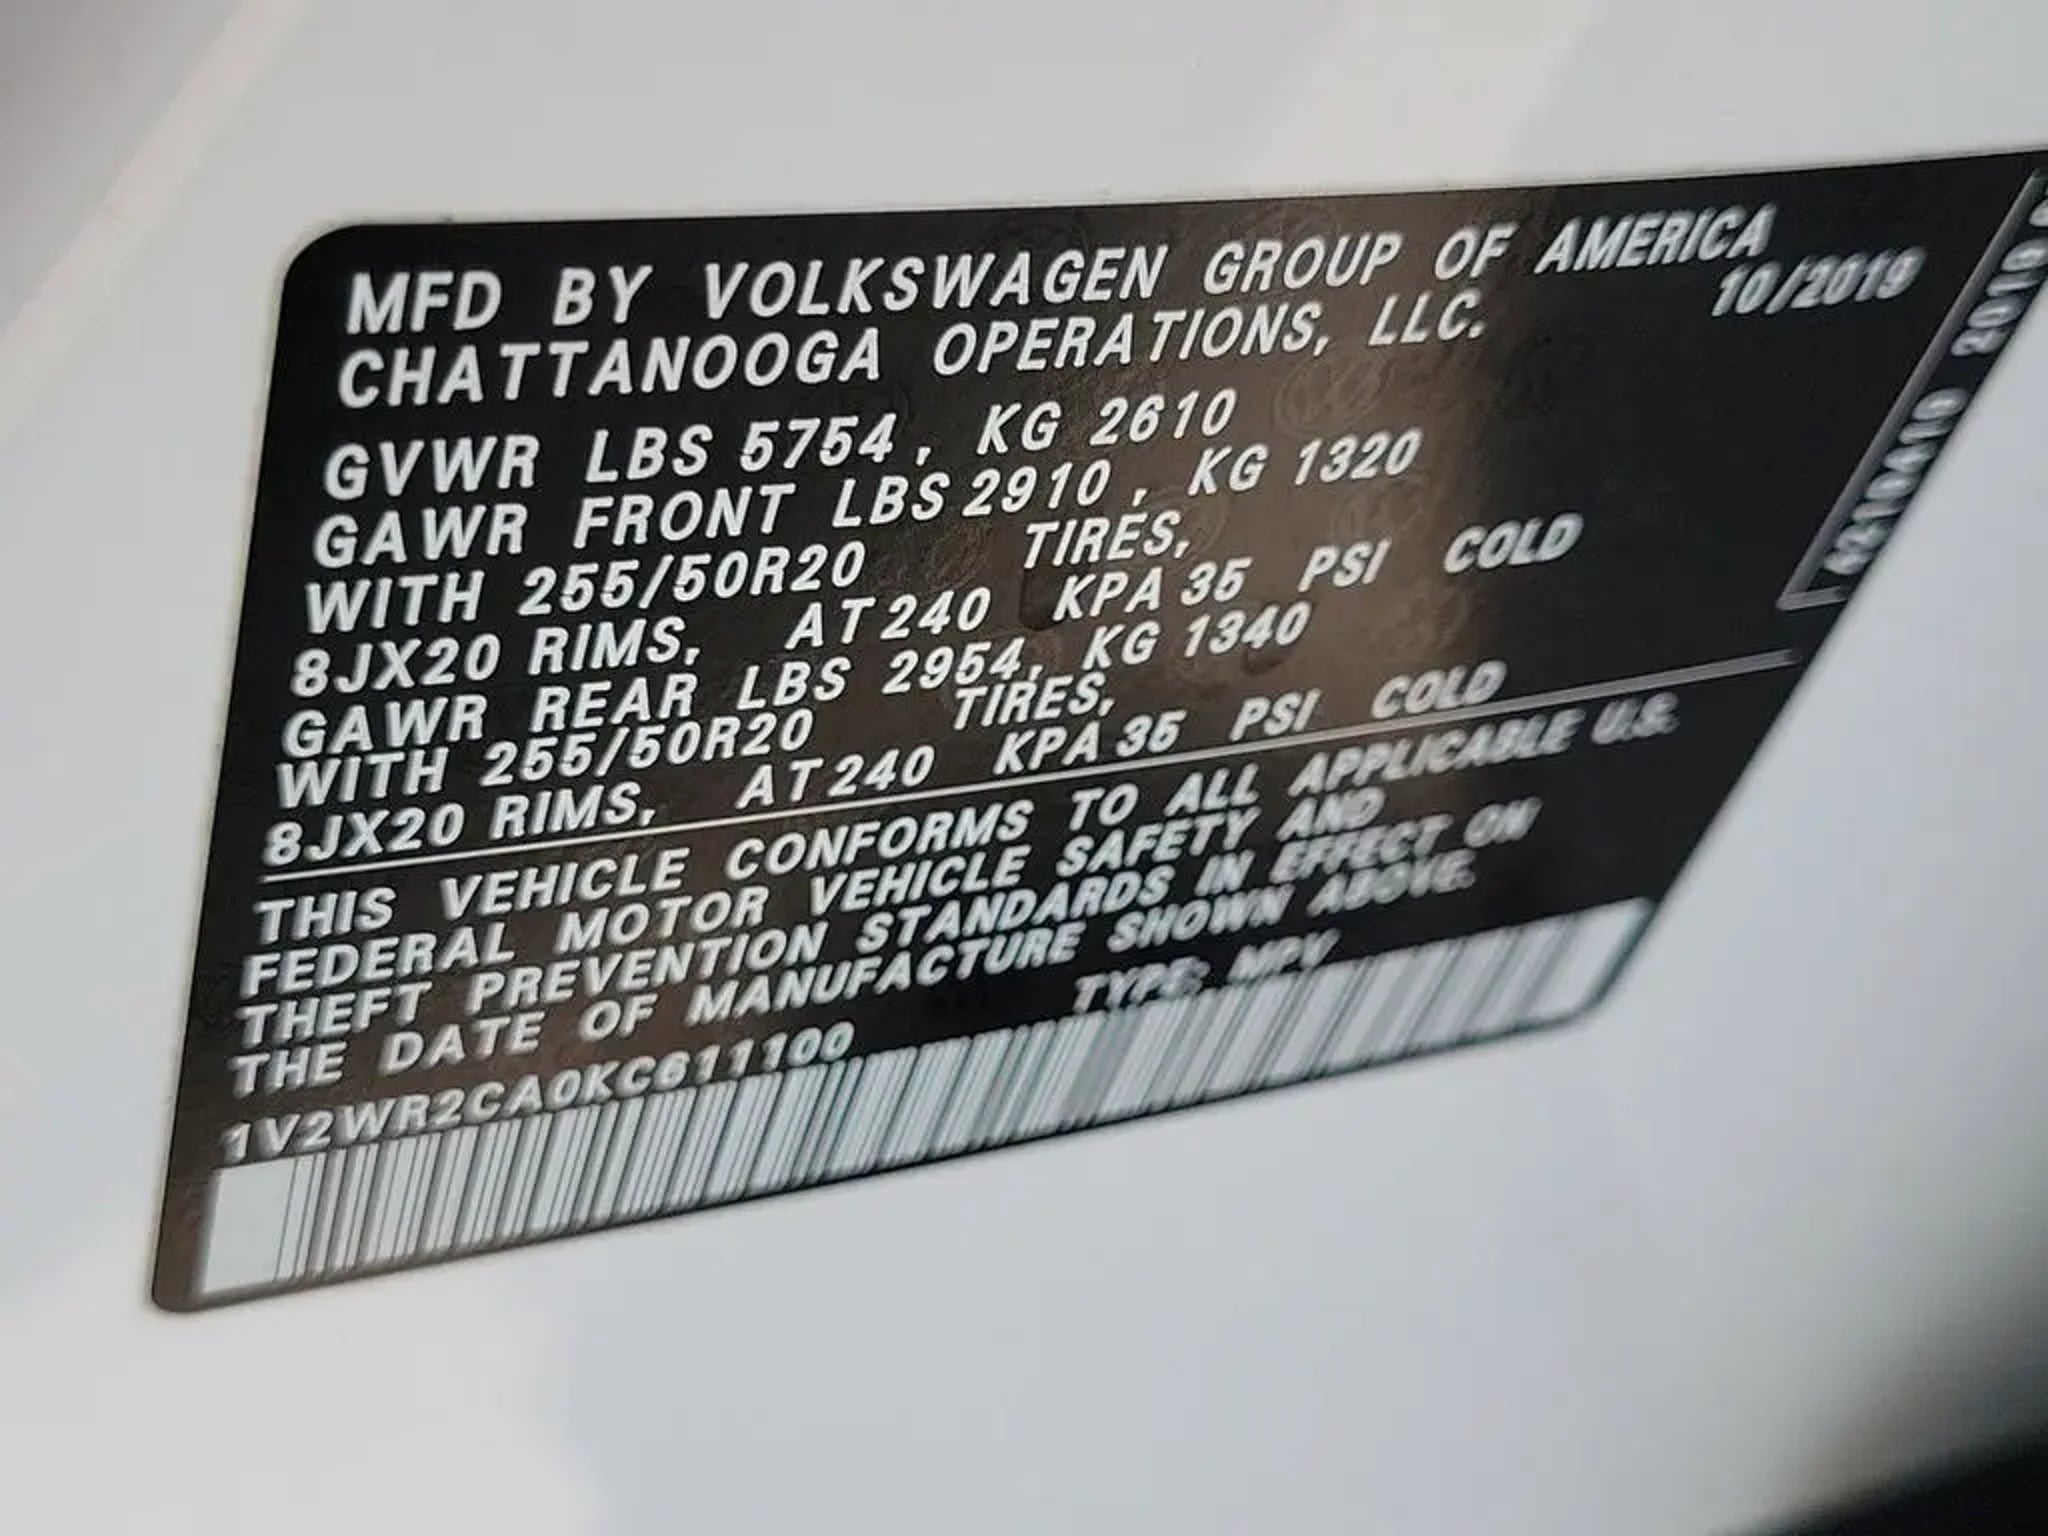 MFD BY VOLKSWAGEN GROUP OF AMERICA
CHATTANOOGA OPERATIONS, LLC. 10/2019
GVWR LBS 5754, KG 2610
GAWR FRONT LBS 2910, KG 1320
WITH 255/50R20 TIRES,
8JX20 RIMS, AT 240 KPA 35 PSI COLD
GAWR REAR LBS 2954, KG 1340
WITH 255/50R20 TIRES,
8JX20 RIMS, AT 240 KPA 35 PSI COLD
THIS VEHICLE CONFORMS TO ALL APPLICABLE U.S.
FEDERAL MOTOR VEHICLE SAFETY AND
THEFT PREVENTION STANDARDS IN EFFECT ON
THE DATE OF MANUFACTURE SHOWN ABOVE.
1V2WR2CA0KC611100 TYPE: MPV